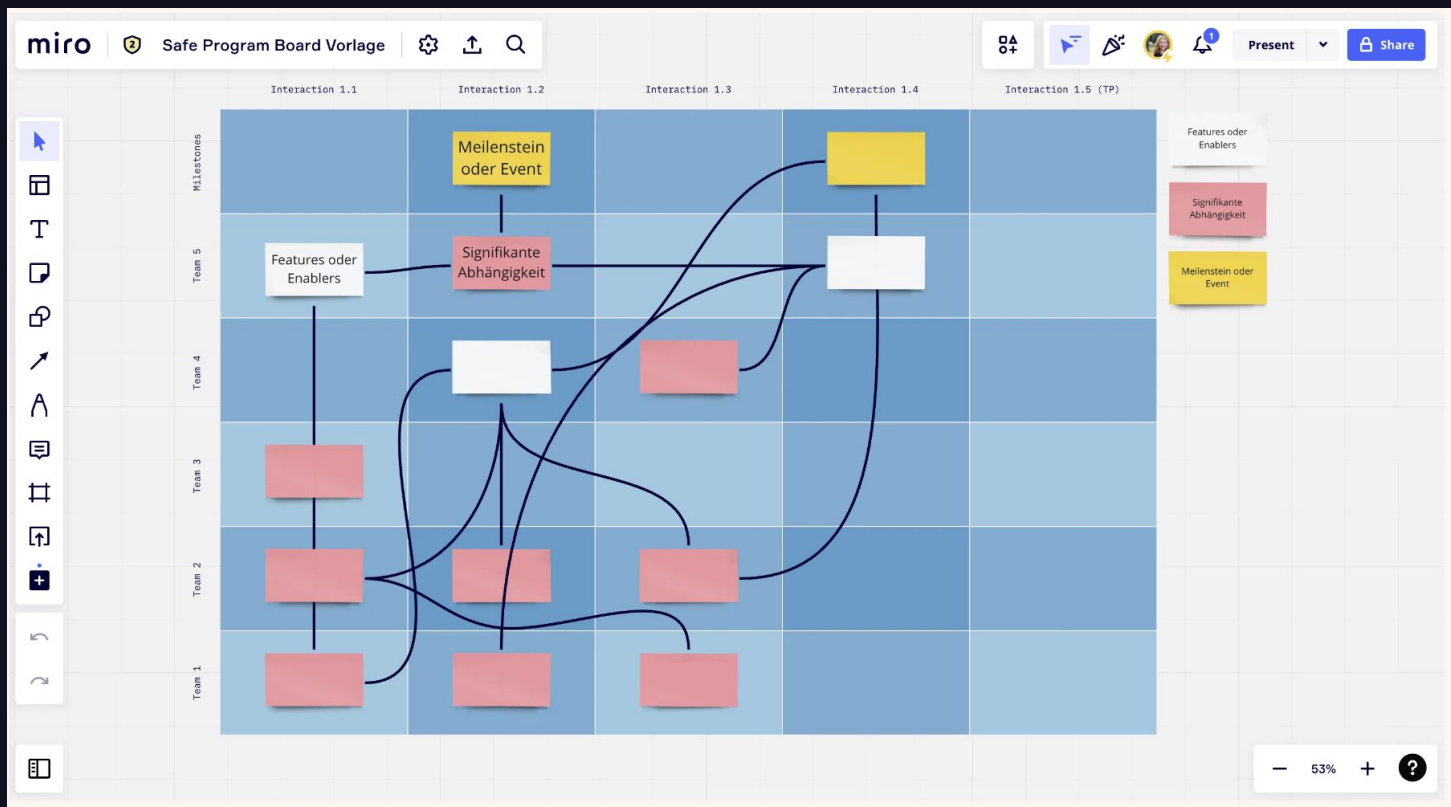 miro
2
Safe Program Board Vorlage
1
Present
Share
Interaction 1.1
Interaction 1.2
Interaction 1.3
Interaction 1.4
Interaction 1.5 (TP)
Milestones
Meilenstein
oder Event
Features oder
Enablers
Signifikante
Abhängigkeit
Meilenstein oder
Event
Team 5
Features oder
Enablers
Signifikante
Abhängigkeit
Team 4
Team 3
Team 2
Team 1
53%
?